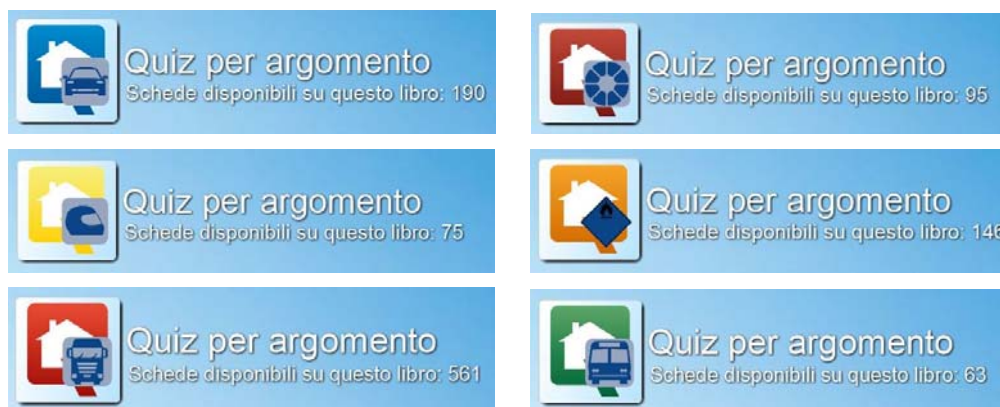 Quiz per argomento
Schede disponibili su questo libro: 190
Quiz per argomento
Schede disponibili su questo libro: 95
Quiz per argomento
Schede disponibili su questo libro: 75
Quiz per argomento
Schede disponibili su questo libro: 146
Quiz per argomento
Schede disponibili su questo libro: 561
Quiz per argomento
Schede disponibili su questo libro: 63